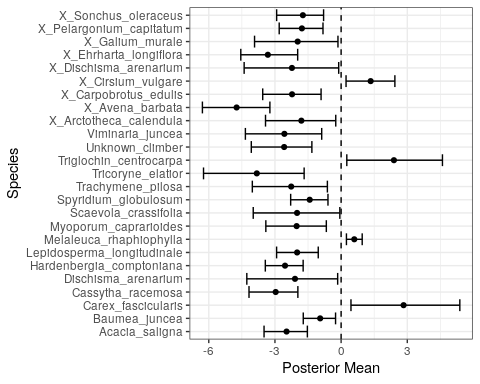 X_Sonchus_oleraceus
X_Pelargonium_capitatum
X_Galium_murale
X_Ehrharta_longiflora
X_Dischisma_arenarium
X_Cirsium_vulgare
X_Carpobrotus_edulis
X_Avena_barbata
X_Arctotheca_calendula
Viminaria_juncea
Unknown_climber
Triglochin_centrocarpa
Tricoryne_elatior
Trachymene_pilosa
Spyridium_globulosum
Scaevola_crassifolia
Myoporum_caprarioides
Melaleuca_rhaphiophylla
Lepidosperma_longitudinale
Hardenbergia_comptoniana
Dischisma_arenarium
Cassytha_racemosa
Carex_fascicularis
Baumea_juncea
Acacia_saligna
Species
-6 -3 0 3
Posterior Mean